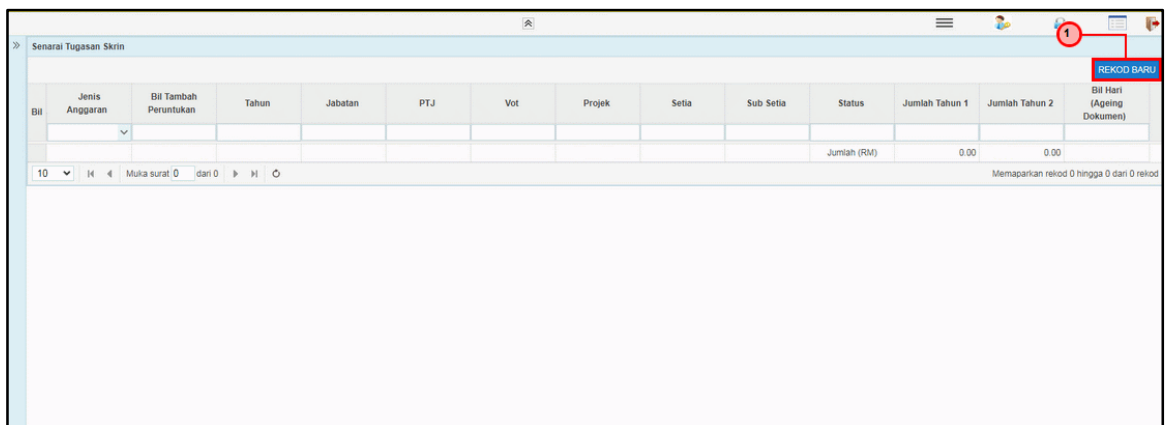 1
Senarai Tugasan Skrin
REKOD BARU
Bil
Jenis
Anggaran
Bil Tambah
Peruntukan
Tahun
Jabatan
PTJ
Vot
Projek
Setia
Sub Setia
Status
Jumlah Tahun 1
Jumlah Tahun 2
Bil Hari
(Ageing
Dokumen)
Jumlah (RM) 0.00 0.00
10 Muka surat 0 dari 0 Memaparkan rekod 0 hingga 0 dari 0 rekod